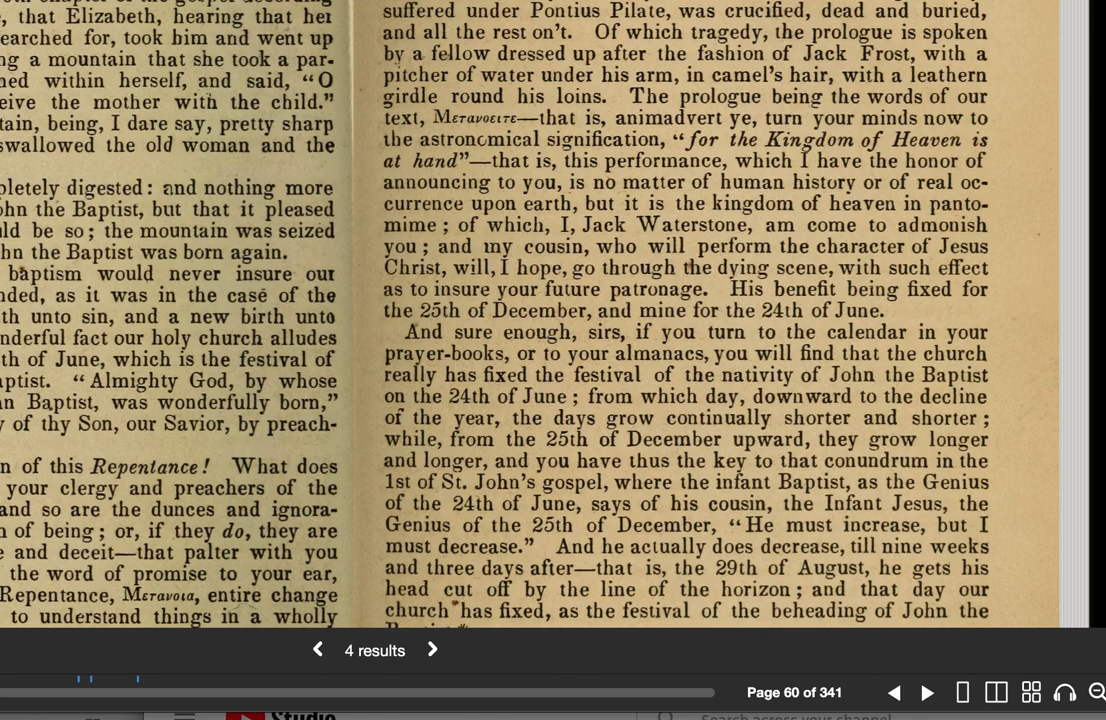 , that Elizabeth, hearing that her
earched for, took him and went up
ng a mountain that she took a par-
ned within herself, and said, “O
eive the mother with the child.”
tain, being, I dare say, pretty sharp
swallowed the old woman and the
pletely digested: and nothing more
ohn the Baptist, but that it pleased
ld be so; the mountain was seized
hn the Baptist was born again.
baptism would never insure our
nded, as it was in the case of the
th unto sin, and a new birth unto
nderful fact our holy church alludes
th of June, which is the festival of
aptist. “Almighty God, by whose
an Baptist, was wonderfully born,”
y of thy Son, our Savior, by preach-
n of this Repentance! What does
your clergy and preachers of the
and so are the dunces and ignora-
n of being; or, if they do, they are
e and deceit—that palter with you
the word of promise to your ear,
Repentance, Μετανοια, entire change
to understand things in a wholly
suffered under Pontius Pilate, was crucified, dead and buried,
and all the rest on't. Of which tragedy, the prologue is spoken
by a fellow dressed up after the fashion of Jack Frost, with a
pitcher of water under his arm, in camel's hair, with a leathern
girdle round his loins. The prologue being the words of our
text, Μετανοειτε—that is, animadvert ye, turn your minds now to
the astronomical signification, “for the Kingdom of Heaven is
at hand”—that is, this performance, which I have the honor of
announcing to you, is no matter of human history or of real oc-
currence upon earth, but it is the kingdom of heaven in panto-
mime; of which, I, Jack Waterstone, am come to admonish
you; and my cousin, who will perform the character of Jesus
Christ, will, I hope, go through the dying scene, with such effect
as to insure your future patronage. His benefit being fixed for
the 25th of December, and mine for the 24th of June.
And sure enough, sirs, if you turn to the calendar in your
prayer-books, or to your almanacs, you will find that the church
really has fixed the festival of the nativity of John the Baptist
on the 24th of June; from which day, downward to the decline
of the year, the days grow continually shorter and shorter;
while, from the 25th of December upward, they grow longer
and longer, and you have thus the key to that conundrum in the
1st of St. John's gospel, where the infant Baptist, as the Genius
of the 24th of June, says of his cousin, the Infant Jesus, the
Genius of the 25th of December, “He must increase, but I
must decrease.” And he actually does decrease, till nine weeks
and three days after—that is, the 29th of August, he gets his
head cut off by the line of the horizon; and that day our
church has fixed, as the festival of the beheading of John the
4 results
Page 60 of 341
Studio
Search across your channel